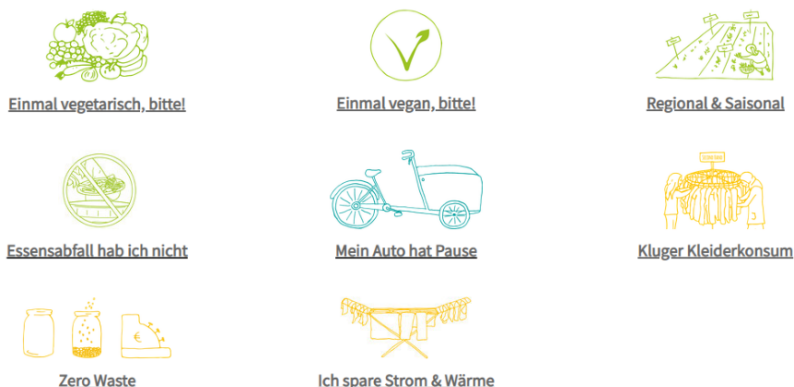 Einmal vegetarisch, bitte!
Einmal vegan, bitte!
Regional & Saisonal
Essensabfall hab ich nicht
Mein Auto hat Pause
Kluger Kleiderkonsum
€
Zero Waste
Ich spare Strom & Wärme